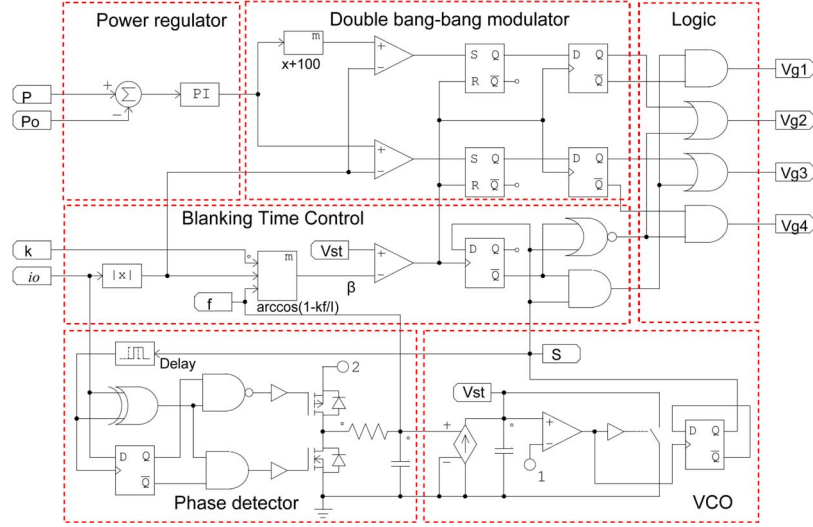 Power regulator
Double bang-bang modulator
Logic
m
x+100
+
−
S Q
R Q
D Q
Q
Vg1
P
+
Σ
PI
Po
−
Vg2
+
−
S Q
R Q
D Q
Q
Vg3
Vg4
Blanking Time Control
k
Vst
+
−
D Q
Q
m
io
|x|
β
f
arccos(1-kf/I)
Delay
2
S
Vst
+
−
+
−
1
D Q
Q
D Q
Q
Phase detector
VCO